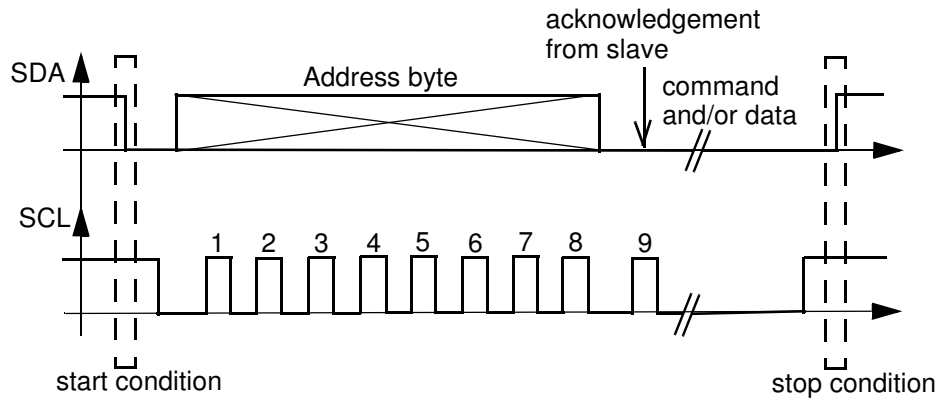 acknowledgement
from slave
SDA
Address byte
command
and/or data
SCL
1 2 3 4 5 6 7 8 9
start condition
stop condition